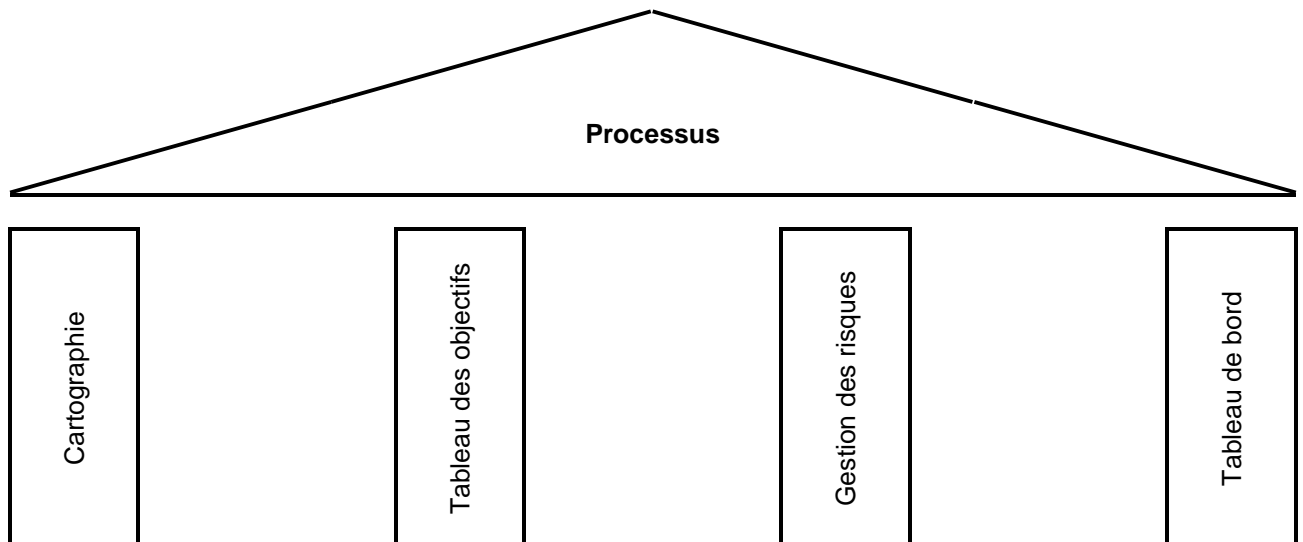 Processus
Cartographie
Tableau des objectifs
Gestion des risques
Tableau de bord